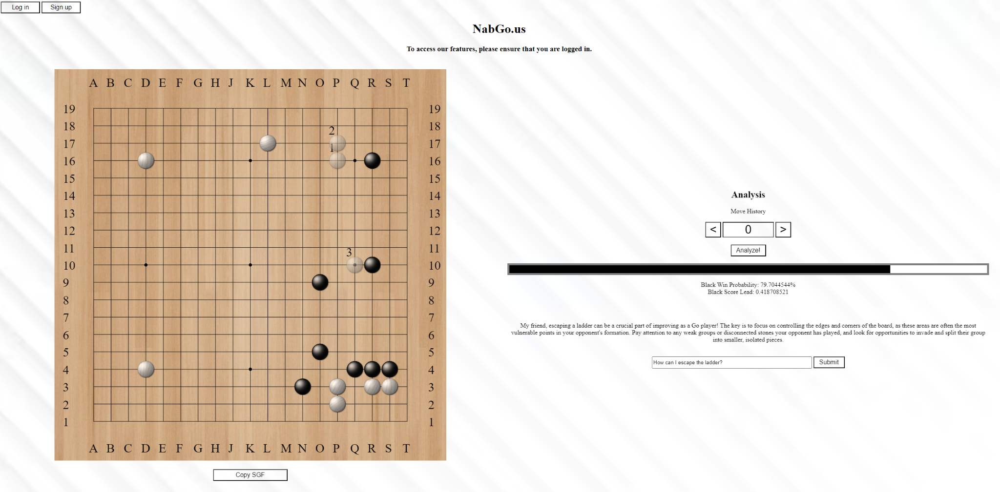 Log in Sign up
NabGo.us
To access our features, please ensure that you are logged in.
A B C D E F G H J K L M N O P Q R S T
19 19
18 2 18
17 1 17
16 16
15 15
14 14
13 13
12 12
11 3 11
10 10
9 9
8 8
7 7
6 6
5 5
4 4
3 3
2 2
1 1
A B C D E F G H J K L M N O P Q R S T
Copy SGF
Analysis
Move History
< 0 >
Analyze!
Black Win Probability: 79.7044544%
Black Score Lead: 0.418708521
My friend, escaping a ladder can be a crucial part of improving as a Go player! The key is to focus on controlling the edges and corners of the board, as these areas are often the most
vulnerable points in your opponent's formation. Pay attention to any weak groups or disconnected stones your opponent has played, and look for opportunities to invade and split their group
into smaller, isolated pieces.
How can I escape the ladder? Submit